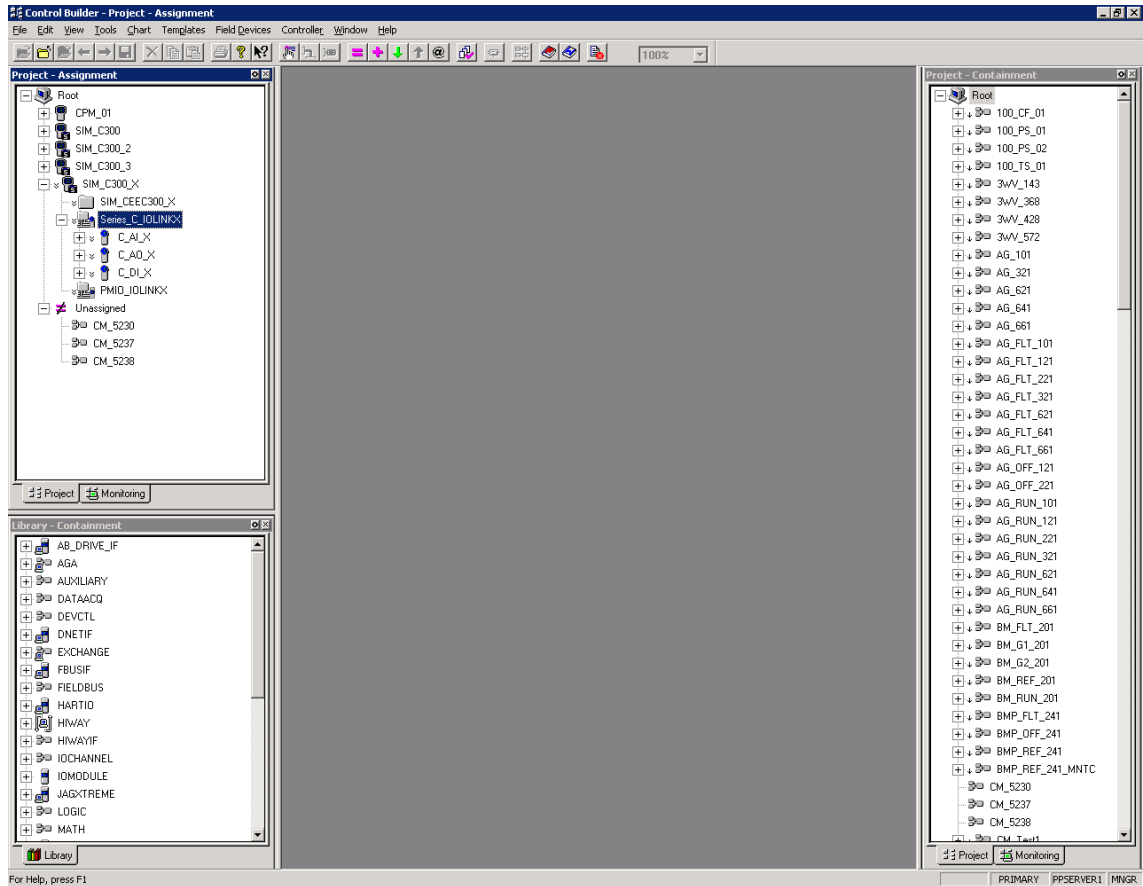 Control Builder - Project - Assignment
File Edit View Tools Chart Templates Field Devices Controller Window Help
100%
Project - Assignment
Root
CPM_01
SIM_C300
SIM_C300_2
SIM_C300_3
SIM_C300_X
SIM_CEEC300_X
Series_C_IOLINKX
C_AI_X
C_AO_X
C_DI_X
PMIO_IOLINKX
Unassigned
CM_5230
CM_5237
CM_5238
Project Monitoring
Library - Containment
AB_DRIVE_IF
AGA
AUXILIARY
DATAACQ
DEVCTL
DNETIF
EXCHANGE
FBUSIF
FIELDBUS
HARTIO
HIWAY
HIWAYIF
IOCHANNEL
IOMODULE
JAGXTREME
LOGIC
MATH
Library
Project - Containment
Root
100_CF_01
100_PS_01
100_PS_02
100_TS_01
3WV_143
3WV_368
3WV_428
3WV_572
AG_101
AG_321
AG_621
AG_641
AG_661
AG_FLT_101
AG_FLT_121
AG_FLT_221
AG_FLT_321
AG_FLT_621
AG_FLT_641
AG_FLT_661
AG_OFF_121
AG_OFF_221
AG_RUN_101
AG_RUN_121
AG_RUN_221
AG_RUN_321
AG_RUN_621
AG_RUN_641
AG_RUN_661
BM_FLT_201
BM_G1_201
BM_G2_201
BM_REF_201
BM_RUN_201
BMP_FLT_241
BMP_OFF_241
BMP_REF_241
BMP_REF_241_MNTC
CM_5230
CM_5237
CM_5238
CM_Test1
Project Monitoring
For Help, press F1
PRIMARY PPSERVER1 MNGR